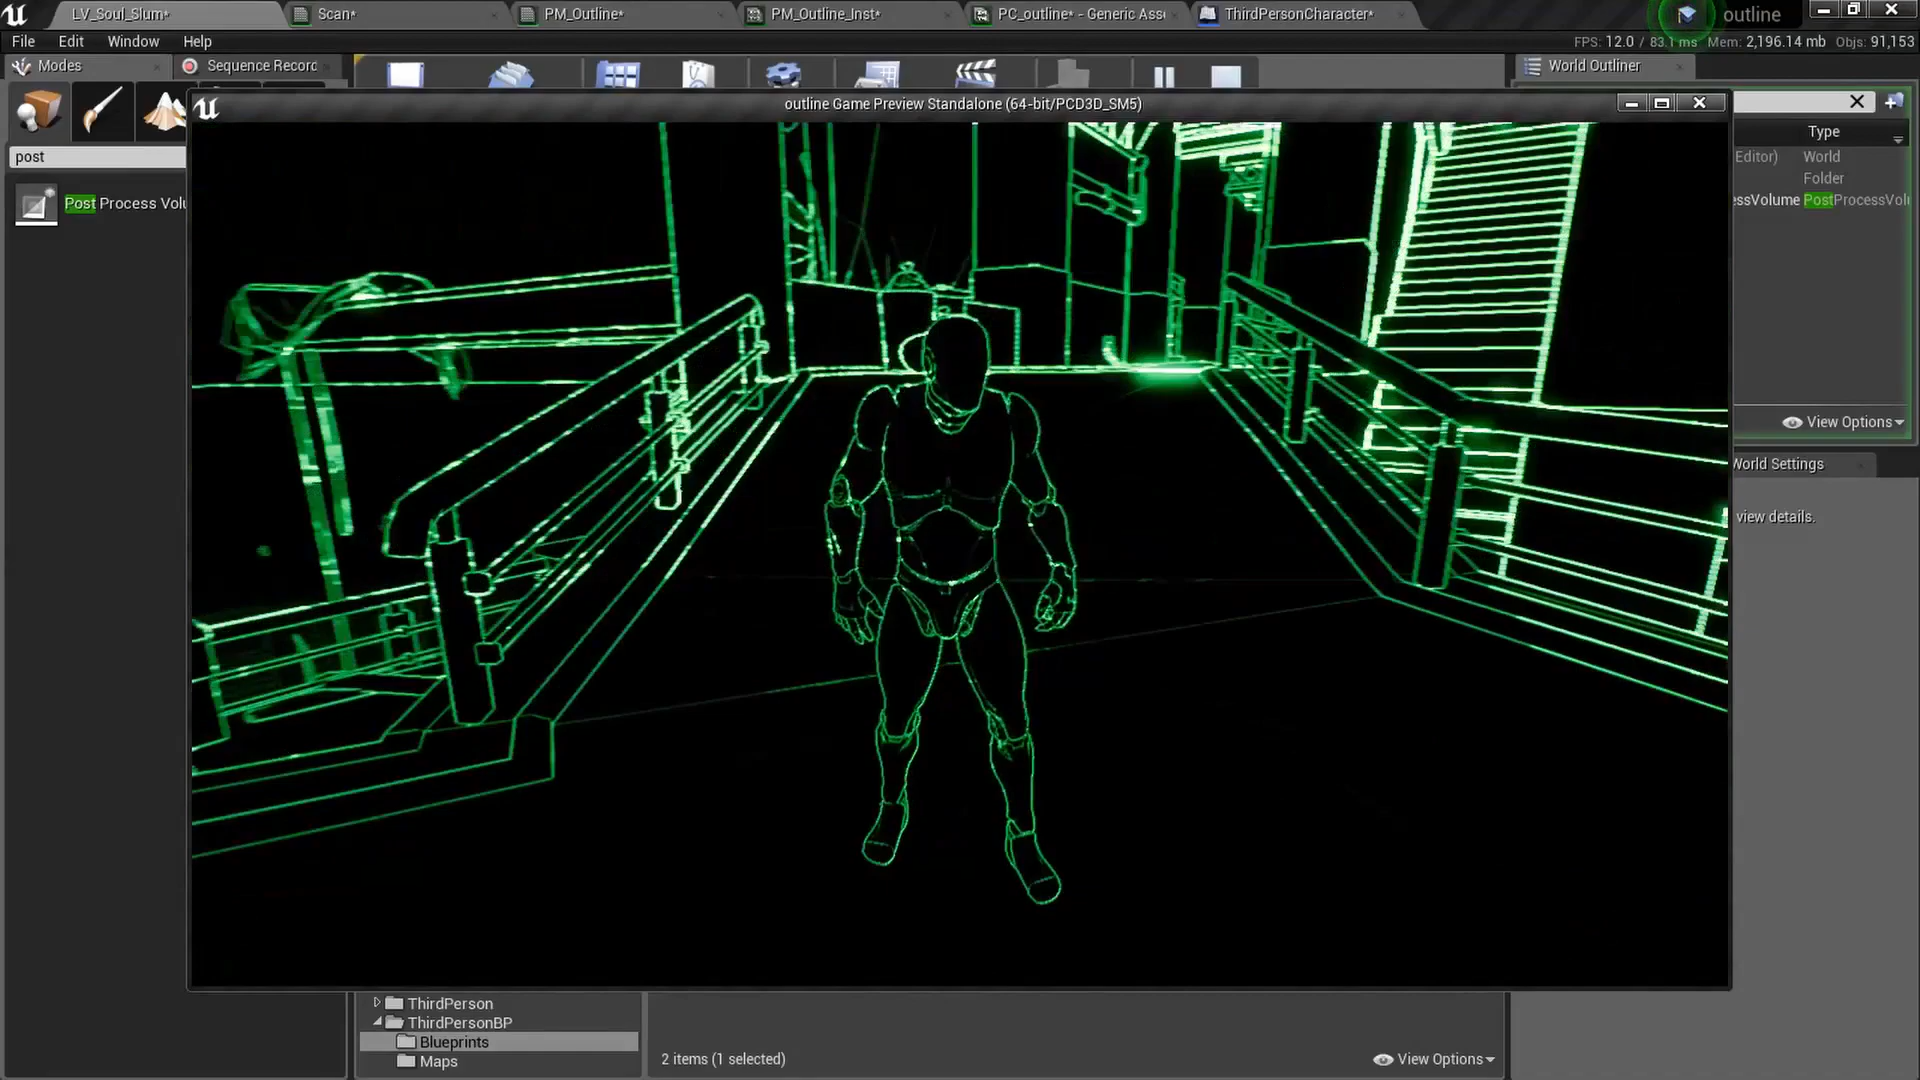 LV_Soul_Slum*
Scan*
PM_Outline*
PM_Outline_Inst*
PC_outline* - Generic Ass
ThirdPersonCharacter*
outline
File
Edit
Window
Help
FPS: 12.0 / 83.1 ms Mem: 2,196.14 mb Objs: 91,153
Modes
Sequence Record
World Outliner
outline Game Preview Standalone (64-bit/PCD3D_SM5)
post
Type
Editor) World
Folder
Post Process Volu
essVolume PostProcessVolu
View Options
World Settings
view details.
ThirdPerson
ThirdPersonBP
Blueprints
Maps
2 items (1 selected)
View Options